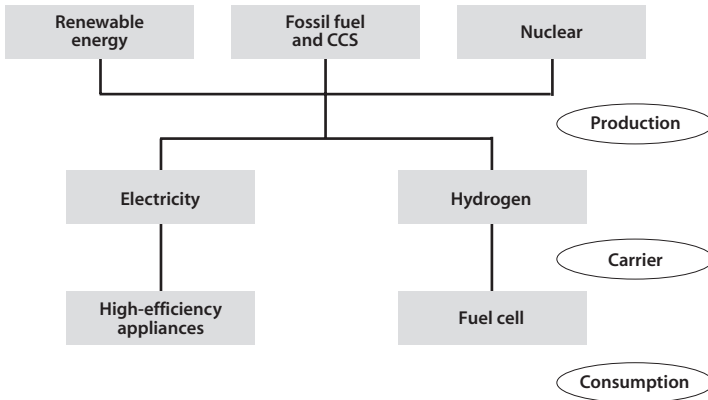 Renewable
energy
Fossil fuel
and CCS
Nuclear
Production
Electricity
Hydrogen
Carrier
High-efficiency
appliances
Fuel cell
Consumption